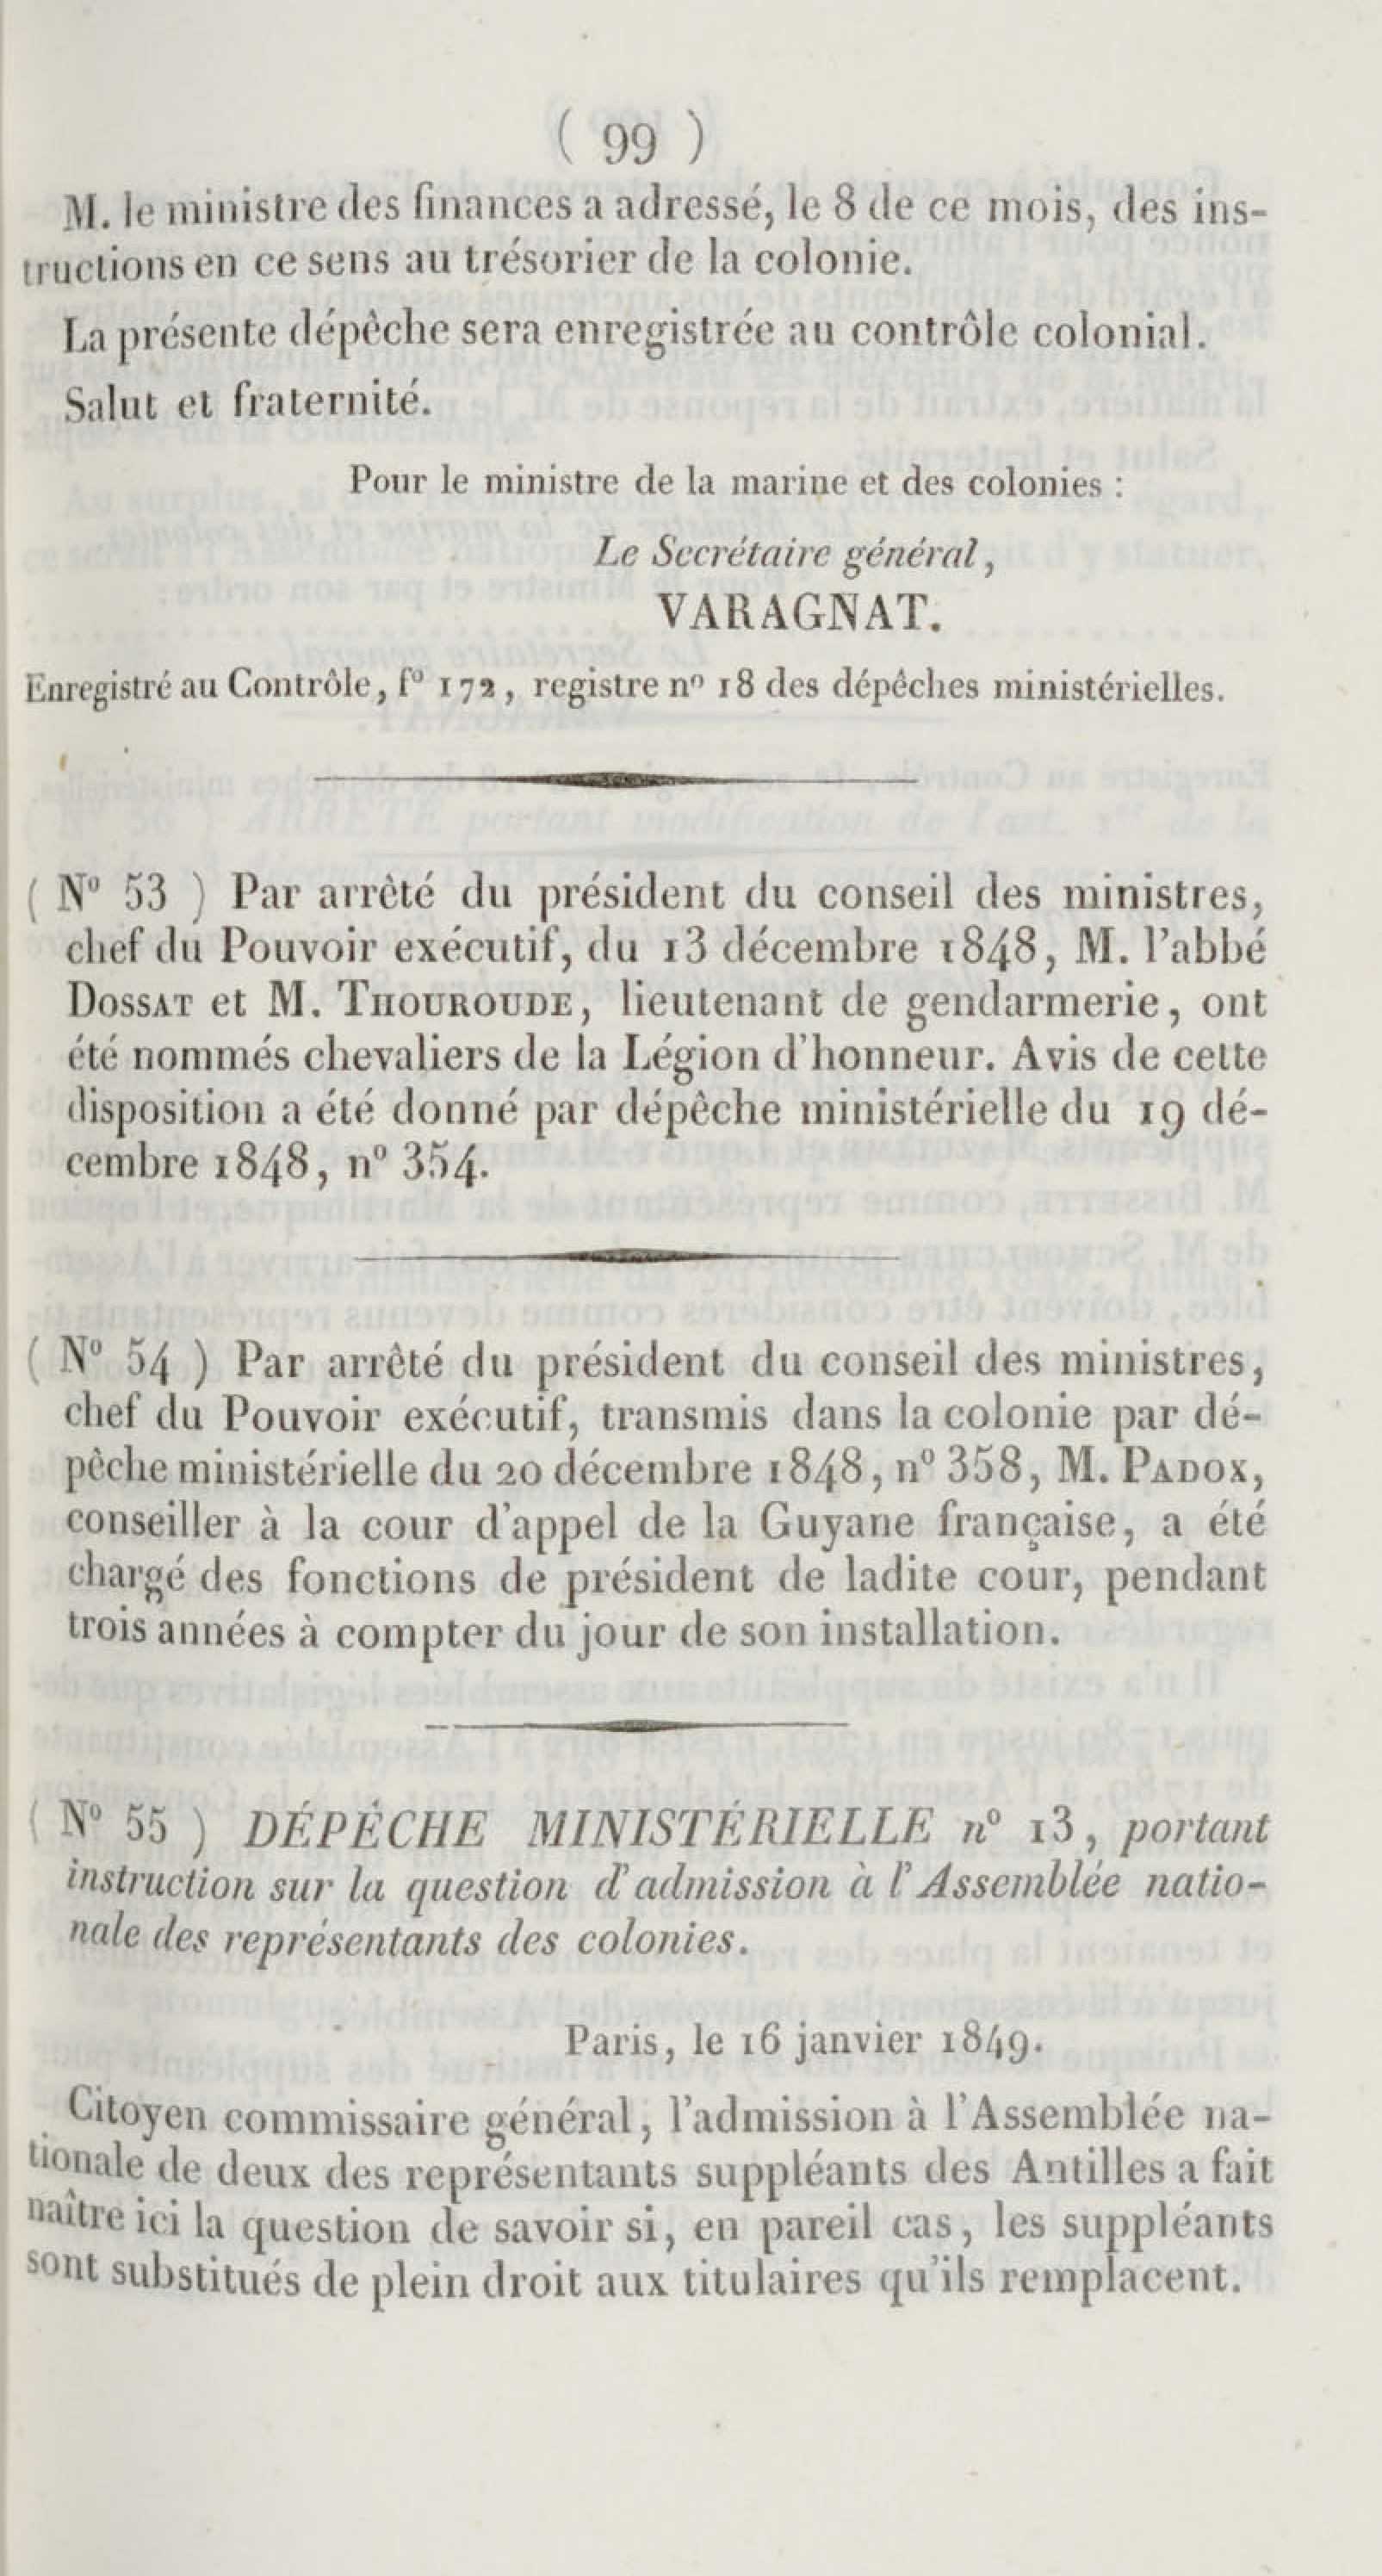 ( 99 )
M. le ministre des finances a adressé, le 8 de ce mois, des ins-
tructions en ce sens au trésorier de la colonie.
La présente dépêche sera enregistrée au contrôle colonial.
Salut et fraternité.
Pour le ministre de la marine et des colonies :
Le Secrétaire général,
VARAGNAT.
Enregistré au Contrôle, f° 172, registre n° 18 des dépêches ministérielles.
( N° 53 ) Par arrêté du président du conseil des ministres,
chef du Pouvoir exécutif, du 13 décembre 1848, M. l'abbé
DOSSAT et M. THOUROUDE, lieutenant de gendarmerie, ont
été nommés chevaliers de la Légion d'honneur. Avis de cette
disposition a été donné par dépêche ministérielle du 19 dé-
cembre 1848, n° 354.
( N° 54 ) Par arrêté du président du conseil des ministres,
chef du Pouvoir exécutif, transmis dans la colonie par dé-
pêche ministérielle du 20 décembre 1848, n° 358, M. PADOX,
conseiller à la cour d'appel de la Guyane française, a été
chargé des fonctions de président de ladite cour, pendant
trois années à compter du jour de son installation.
( N° 55 ) DÉPÊCHE MINISTÉRIELLE n° 13, portant
instruction sur la question d'admission à l'Assemblée natio-
nale des représentants des colonies.
Paris, le 16 janvier 1849.
Citoyen commissaire général, l'admission à l'Assemblée na-
tionale de deux des représentants suppléants des Antilles a fait
naître ici la question de savoir si, en pareil cas, les suppléants
sont substitués de plein droit aux titulaires qu'ils remplacent.